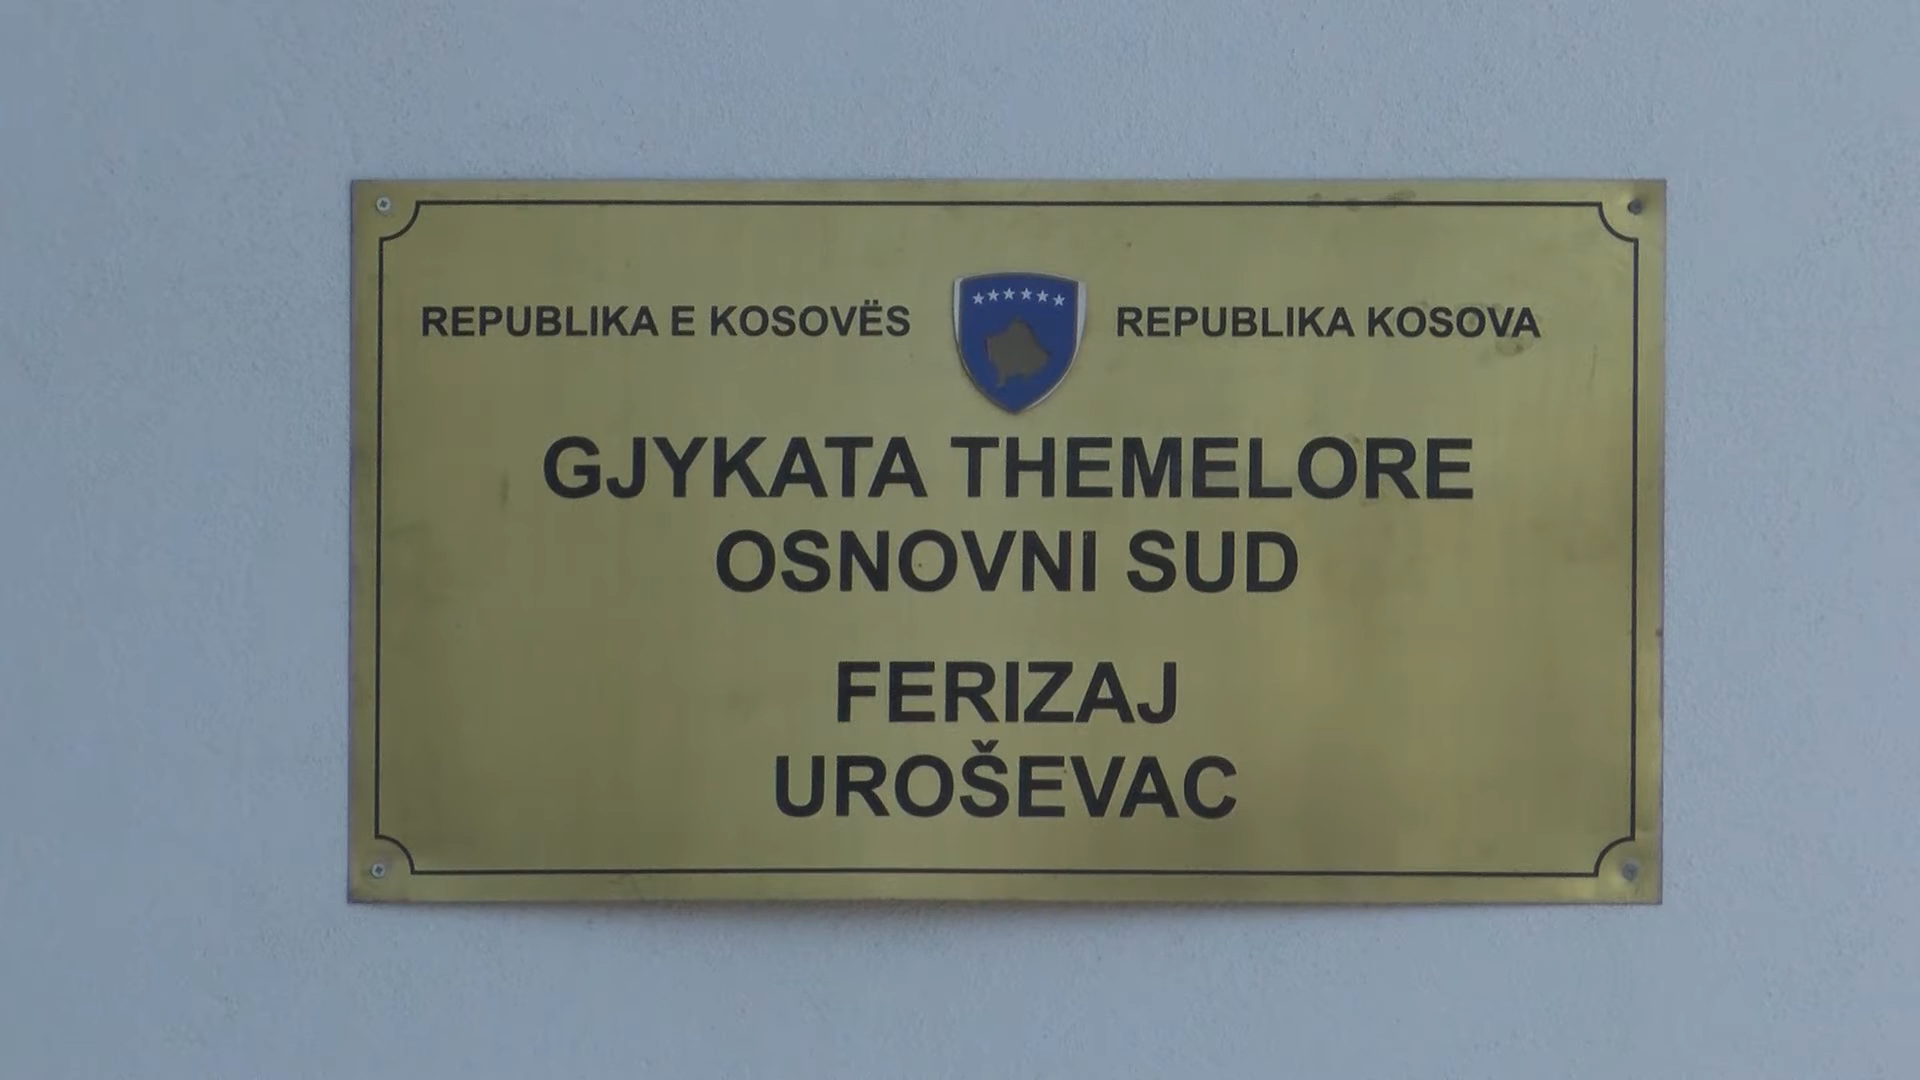 REPUBLIKA E KOSOVËS REPUBLIKA KOSOVA
GJYKATA THEMELORE
OSNOVNI SUD
FERIZAJ
UROŠEVAC